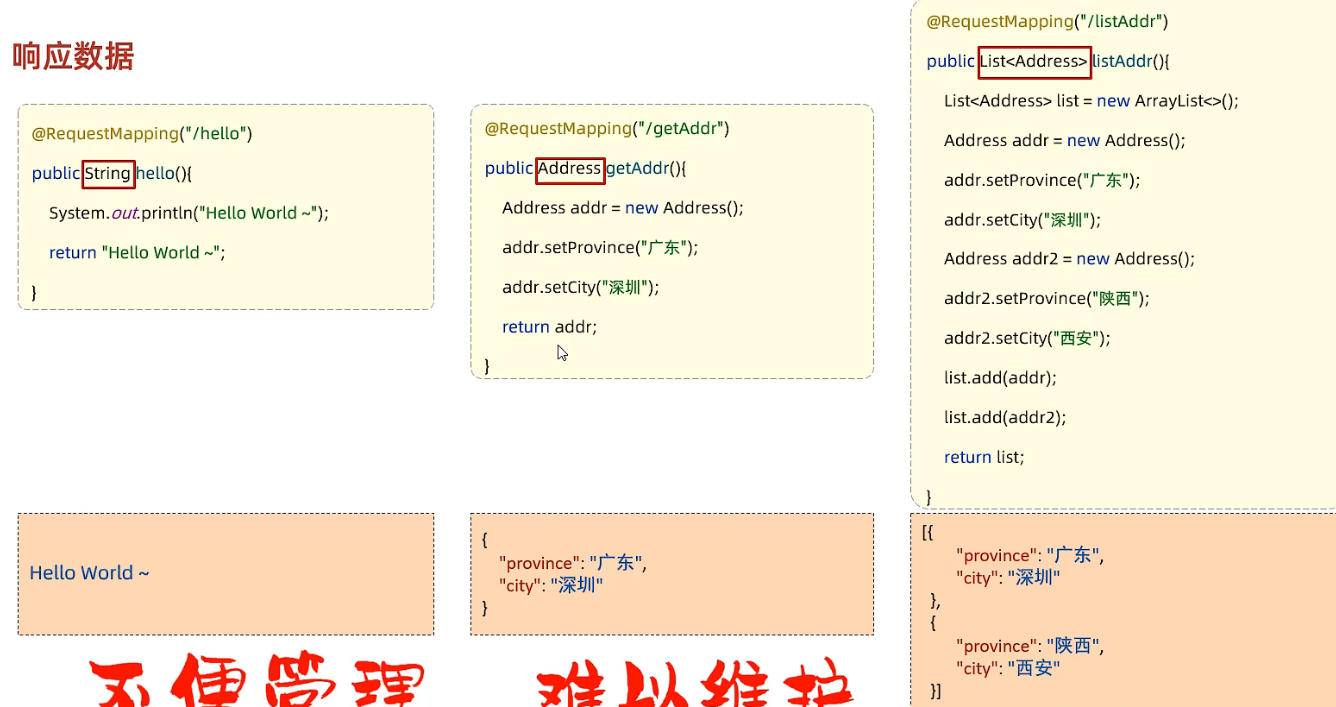 响应数据
@RequestMapping("/hello")
public String hello(){
System.out.println("Hello World ~");
return "Hello World ~";
}
Hello World ~
@RequestMapping("/getAddr")
public Address getAddr(){
Address addr = new Address();
addr.setProvince("广东");
addr.setCity("深圳");
return addr;
}
{
"province": "广东",
"city": "深圳"
}
@RequestMapping("/listAddr")
public List<Address> listAddr(){
List<Address> list = new ArrayList<>();
Address addr = new Address();
addr.setProvince("广东");
addr.setCity("深圳");
Address addr2 = new Address();
addr2.setProvince("陕西");
addr2.setCity("西安");
list.add(addr);
list.add(addr2);
return list;
}
[{
"province": "广东",
"city": "深圳"
},
{
"province": "陕西",
"city": "西安"
}]
不便管理
难以维护